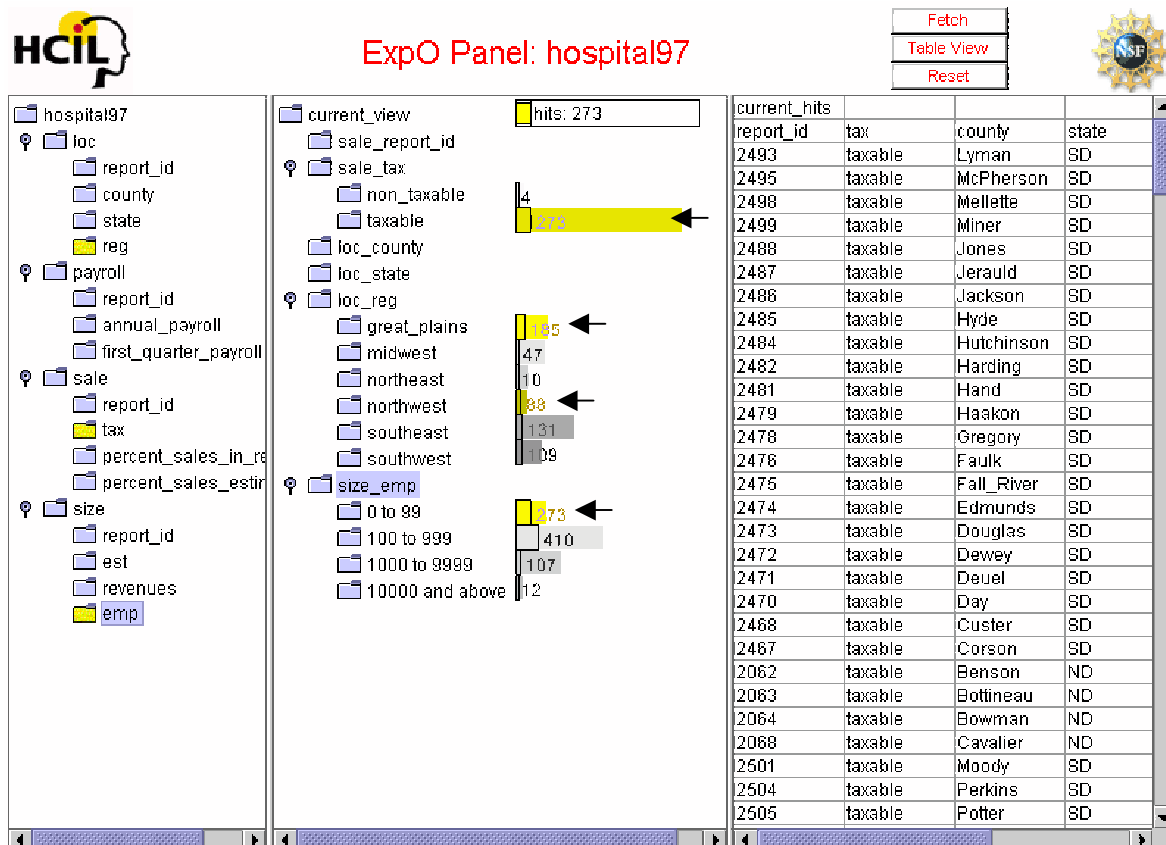 HCIL
ExpO Panel: hospital97
Fetch
Table View
Reset
NSF
hospital97
loc
report_id
county
state
reg
payroll
report_id
annual_payroll
first_quarter_payroll
sale
report_id
tax
percent_sales_in_re
percent_sales_estir
size
report_id
est
revenues
emp
current_view
hits: 273
sale_report_id
sale_tax
non_taxable 4
taxable 273
loc_county
loc_state
loc_reg
great_plains 185
midwest 47
northeast 10
northwest 88
southeast 131
southwest 109
size_emp
0 to 99 273
100 to 999 410
1000 to 9999 107
10000 and above 12
current_hits
report_id tax county state
2493 taxable Lyman SD
2495 taxable McPherson SD
2498 taxable Mellette SD
2499 taxable Miner SD
2488 taxable Jones SD
2487 taxable Jerauld SD
2486 taxable Jackson SD
2485 taxable Hyde SD
2484 taxable Hutchinson SD
2482 taxable Harding SD
2481 taxable Hand SD
2479 taxable Haakon SD
2478 taxable Gregory SD
2476 taxable Faulk SD
2475 taxable Fall_River SD
2474 taxable Edmunds SD
2473 taxable Douglas SD
2472 taxable Dewey SD
2471 taxable Deuel SD
2470 taxable Day SD
2468 taxable Custer SD
2467 taxable Corson SD
2062 taxable Benson ND
2063 taxable Bottineau ND
2064 taxable Bowman ND
2068 taxable Cavalier ND
2501 taxable Moody SD
2504 taxable Perkins SD
2505 taxable Potter SD